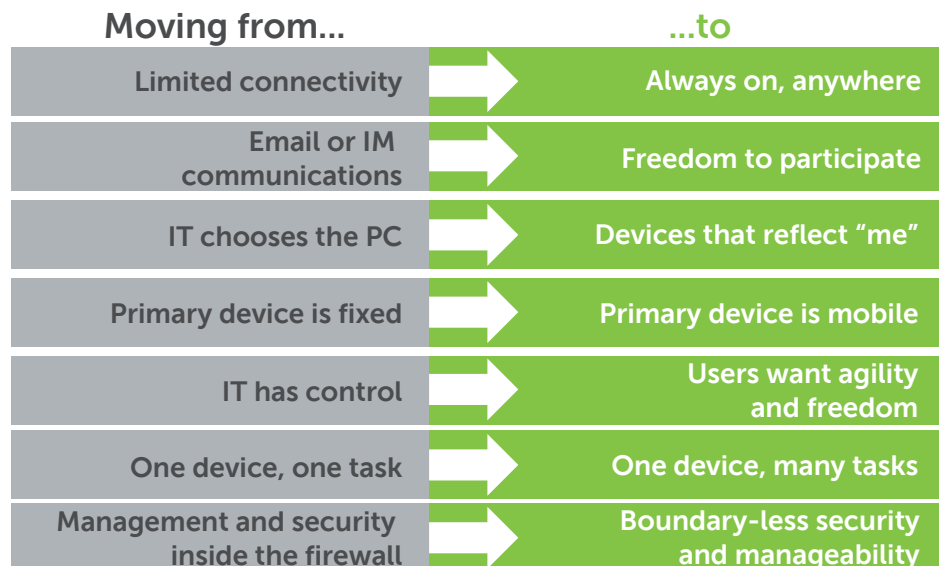 Moving from...
...to
Limited connectivity
Always on, anywhere
Email or IM
communications
Freedom to participate
IT chooses the PC
Devices that reflect “me”
Primary device is fixed
Primary device is mobile
IT has control
Users want agility
and freedom
One device, one task
One device, many tasks
Management and security
inside the firewall
Boundary-less security
and manageability